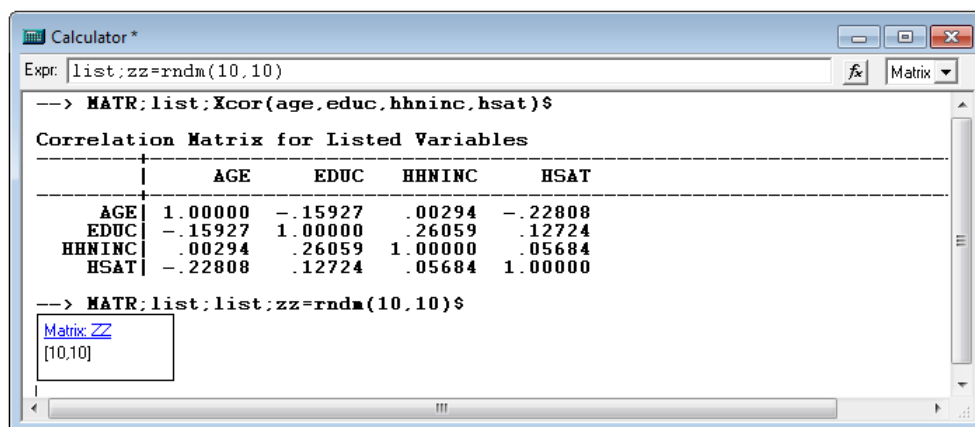 Calculator *
Expr: list;zz=rndm(10,10) fx Matrix
--> MATR;list;Xcor(age,educ,hhninc,hsat)$
Correlation Matrix for Listed Variables
AGE EDUC HHNINC HSAT
AGE| 1.00000 -.15927 .00294 -.22808
EDUC| -.15927 1.00000 .26059 .12724
HHNINC| .00294 .26059 1.00000 .05684
HSAT| -.22808 .12724 .05684 1.00000
--> MATR;list;list;zz=rndm(10,10)$
Matrix: ZZ
[10,10]